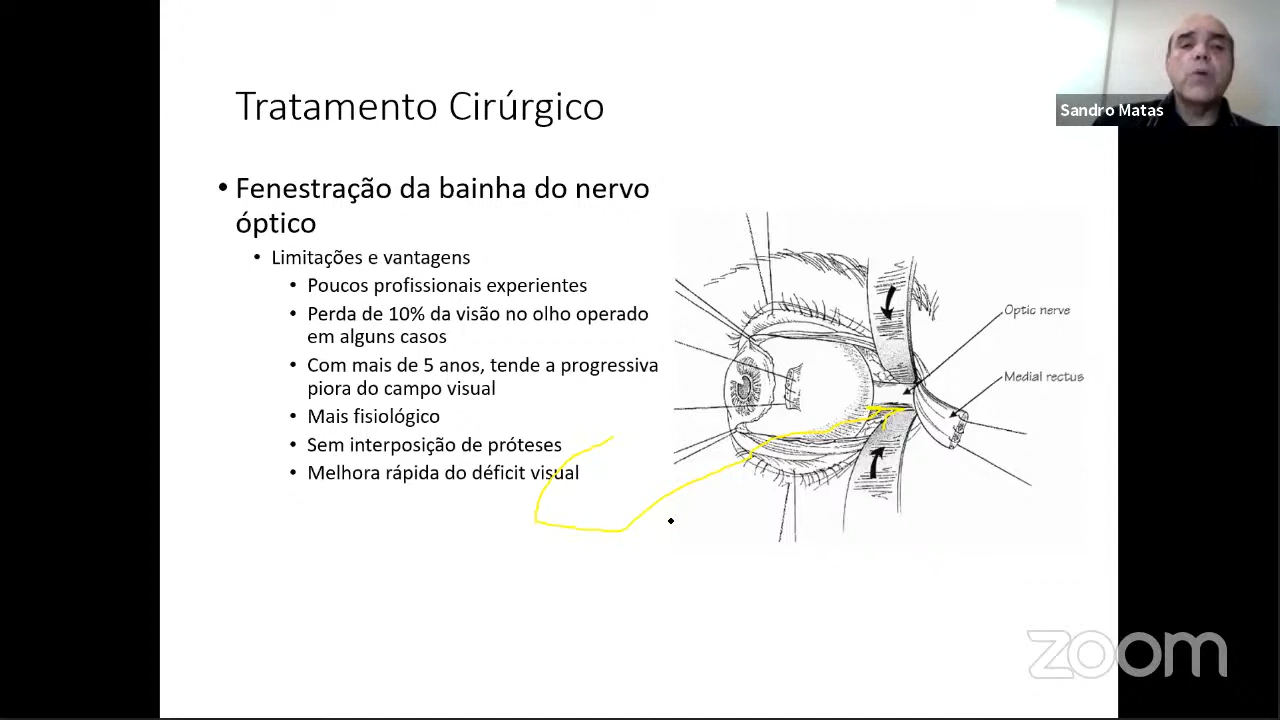 Sandro Matas
Tratamento Cirúrgico
• Fenestração da bainha do nervo
óptico
• Limitações e vantagens
• Poucos profissionais experientes
• Perda de 10% da visão no olho operado
em alguns casos
• Com mais de 5 anos, tende a progressiva
piora do campo visual
• Mais fisiológico
• Sem interposição de próteses
• Melhora rápida do déficit visual
Optic nerve
Medial rectus
zoom